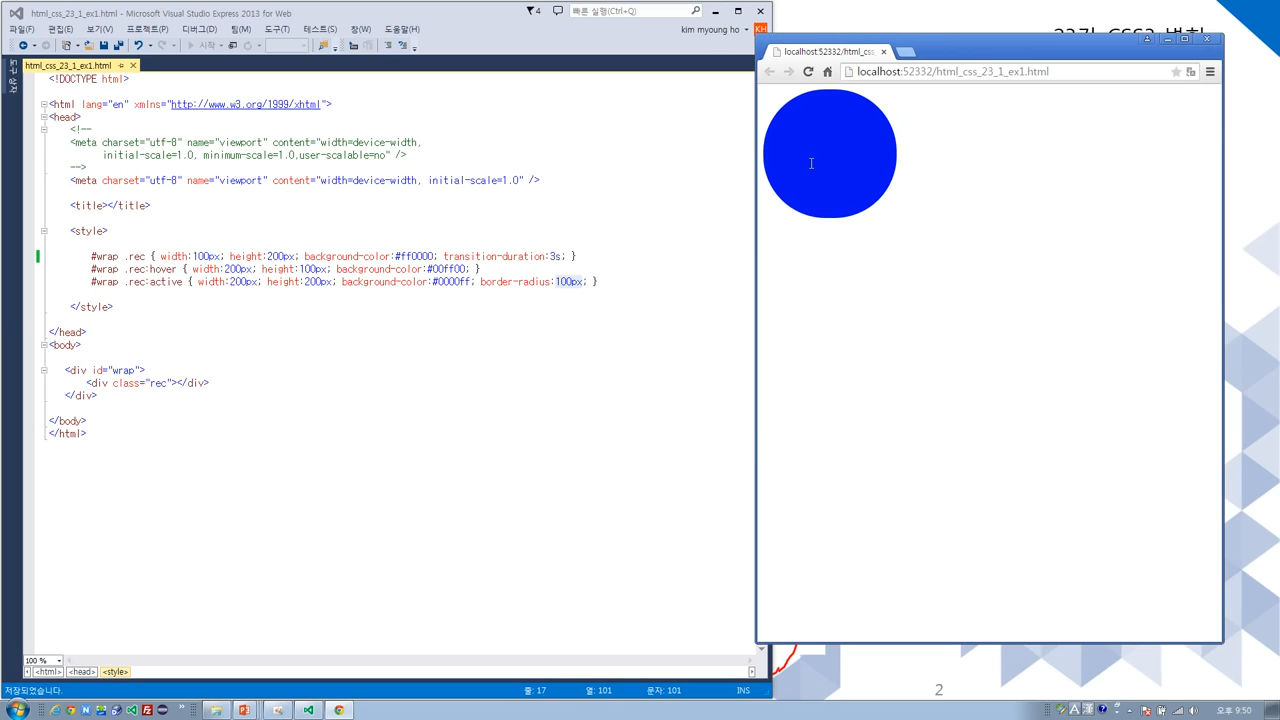 html_css_23_1_ex1.html - Microsoft Visual Studio Express 2013 for Web
4
빠른 실행(Ctrl+Q)
파일(F) 편집(E) 보기(V) 프로젝트(P) 디버그(D) 팀(M) 도구(T) 테스트(S) 창(W) 도움말(H)
kim myoung ho
KH
시작
도구 상자
html_css_23_1_ex1.html
<!DOCTYPE html>
<html lang="en" xmlns="http://www.w3.org/1999/xhtml">
<head>
<!--
<meta charset="utf-8" name="viewport" content="width=device-width,
initial-scale=1.0, minimum-scale=1.0,user-scalable=no" />
-->
<meta charset="utf-8" name="viewport" content="width=device-width, initial-scale=1.0" />
<title></title>
<style>
#wrap .rec { width:100px; height:200px; background-color:#ff0000; transition-duration:3s; }
#wrap .rec:hover { width:200px; height:100px; background-color:#00ff00; }
#wrap .rec:active { width:200px; height:200px; background-color:#0000ff; border-radius:100px; }
</style>
</head>
<body>
<div id="wrap">
<div class="rec"></div>
</div>
</body>
</html>
100 %
<html> <head> <style>
저장되었습니다.
줄: 17
열: 101
문자: 101
INS
localhost:52332/html_css_
localhost:52332/html_css_23_1_ex1.html
2
오후 9:50